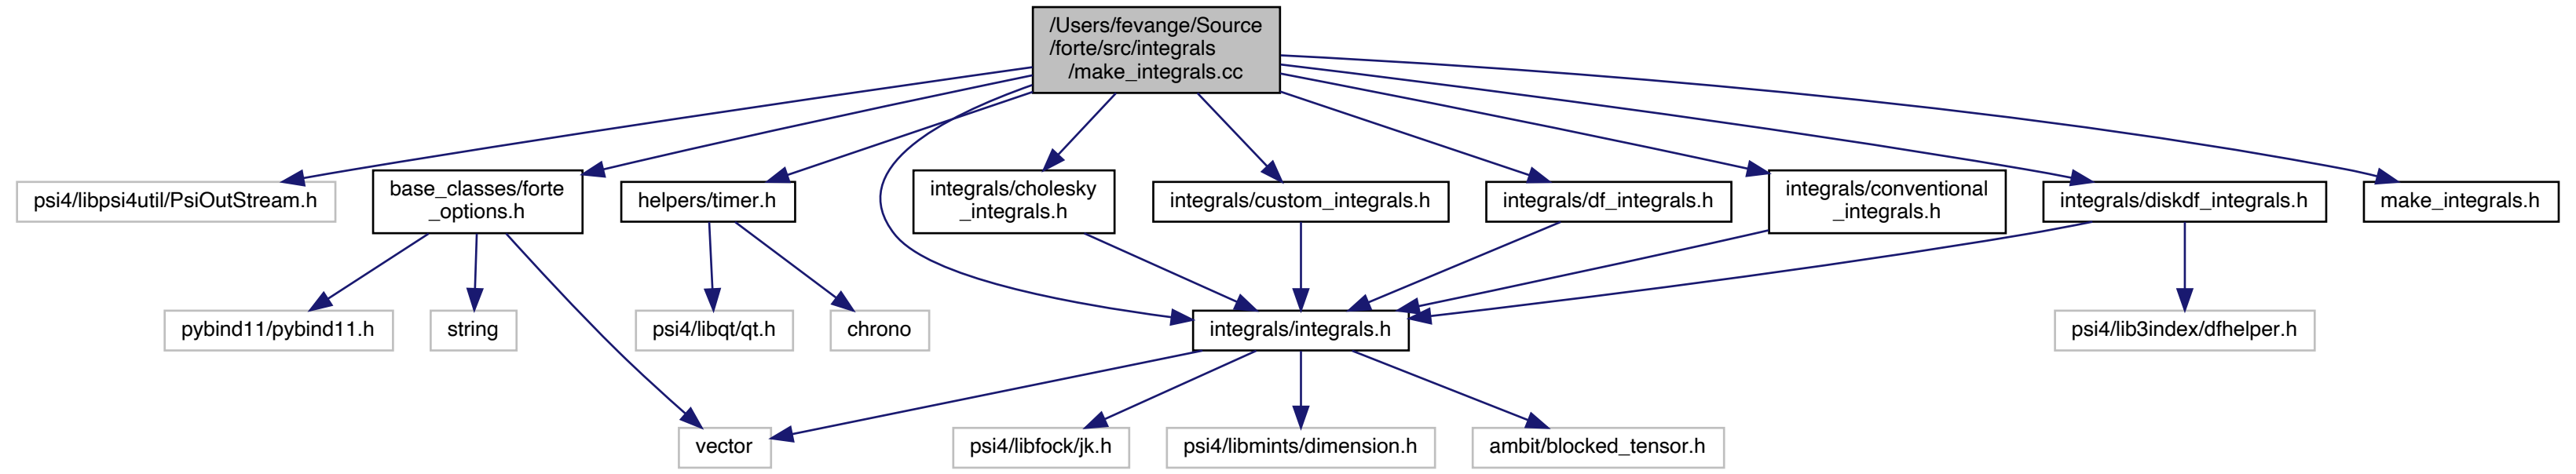 /Users/fevange/Source
/forte/src/integrals
/make_integrals.cc
psi4/libpsi4util/PsiOutStream.h
base_classes/forte
_options.h
helpers/timer.h
integrals/cholesky
_integrals.h
integrals/custom_integrals.h
integrals/df_integrals.h
integrals/conventional
_integrals.h
integrals/diskdf_integrals.h
make_integrals.h
pybind11/pybind11.h
string
psi4/libqt/qt.h
chrono
integrals/integrals.h
psi4/lib3index/dfhelper.h
vector
psi4/libfock/jk.h
psi4/libmints/dimension.h
ambit/blocked_tensor.h